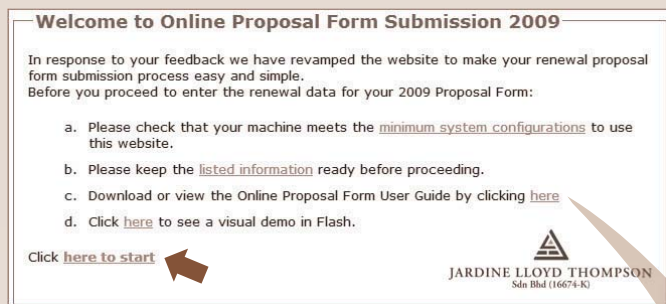 Welcome to Online Proposal Form Submission 2009
In response to your feedback we have revamped the website to make your renewal proposal
form submission process easy and simple.
Before you proceed to enter the renewal data for your 2009 Proposal Form:
a. Please check that your machine meets the minimum system configurations to use
this website.
b. Please keep the listed information ready before proceeding.
c. Download or view the Online Proposal Form User Guide by clicking here
d. Click here to see a visual demo in Flash.
Click here to start
JARDINE LLOYD THOMPSON
Sdn Bhd (16674-K)